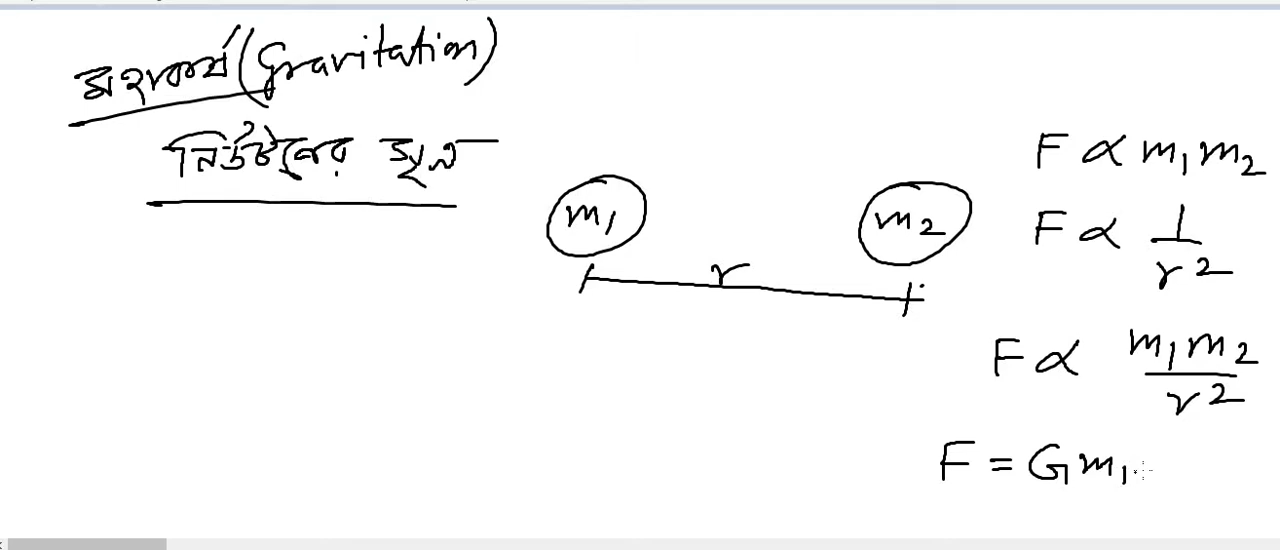 মহাকর্ষ (Gravitation)
নিউটনের সূত্র
m₁
m₂
r
F ∝ m₁m₂
F ∝ 1/r²
F ∝ m₁m₂/r²
F = Gm₁